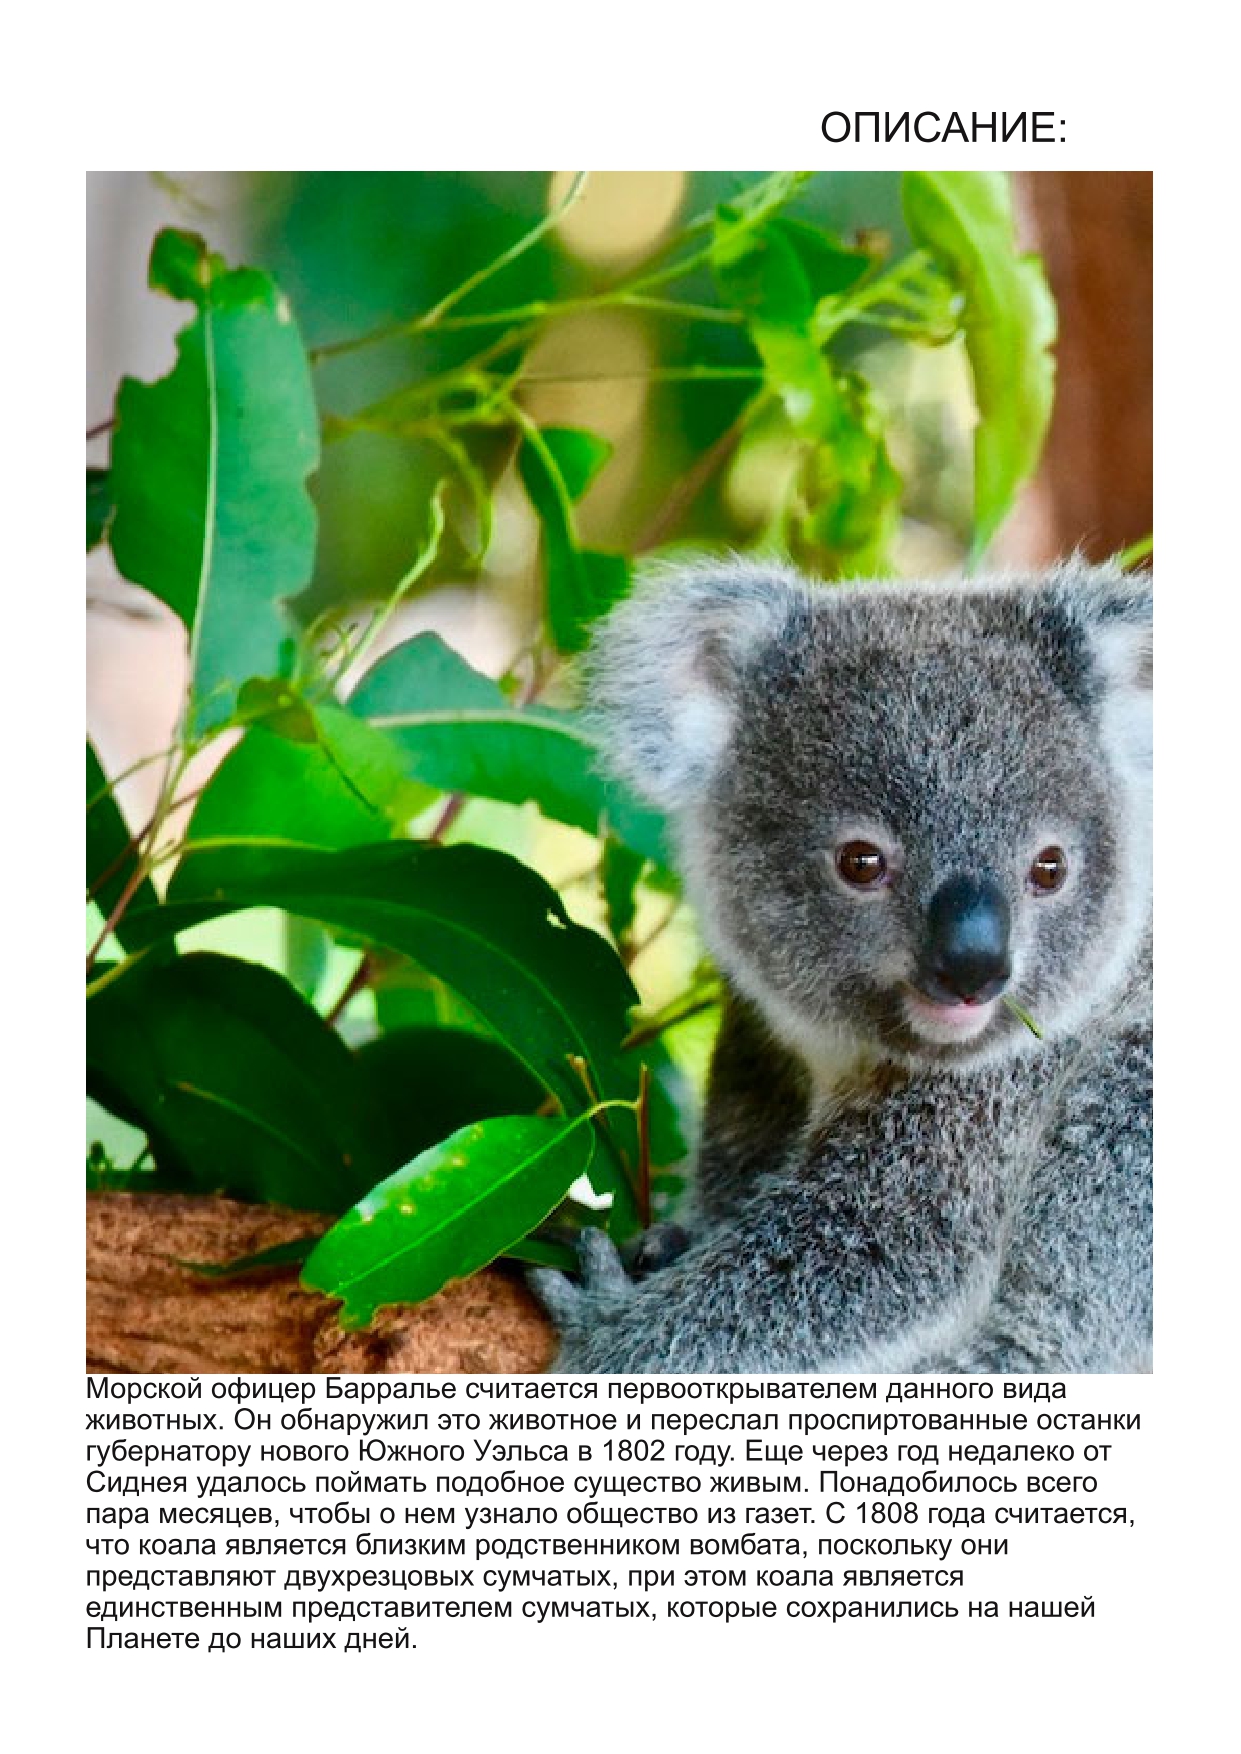 ОПИСАНИЕ:
Морской офицер Барралье считается первооткрывателем данного вида
животных. Он обнаружил это животное и переслал проспиртованные останки
губернатору нового Южного Уэльса в 1802 году. Еще через год недалеко от
Сиднея удалось поймать подобное существо живым. Понадобилось всего
пара месяцев, чтобы о нем узнало общество из газет. С 1808 года считается,
что коала является близким родственником вомбата, поскольку они
представляют двухрезцовых сумчатых, при этом коала является
единственным представителем сумчатых, которые сохранились на нашей
Планете до наших дней.